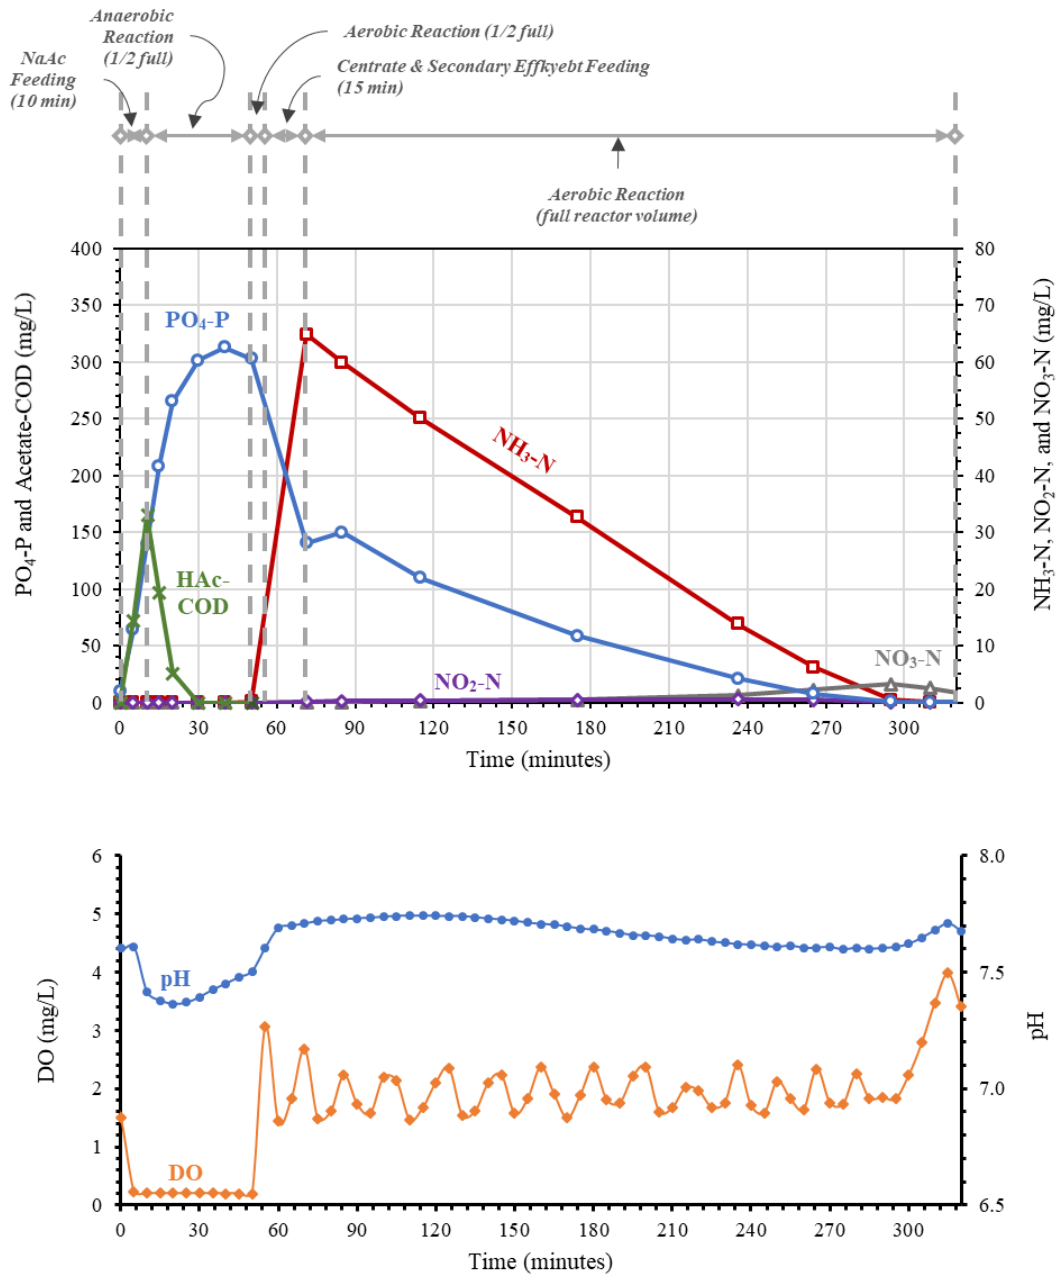 Anaerobic
Reaction
(1/2 full)
NaAc
Feeding
(10 min)
Aerobic Reaction (1/2 full)
Centrate & Secondary Effkyebt Feeding
(15 min)
Aerobic Reaction
(full reactor volume)
PO₄-P and Acetate-COD (mg/L)
400
350
300
250
200
150
100
50
0
PO₄-P
HAc-
COD
NH₃-N
NO₂-N
NO₃-N
80
70
60
50
40
30
20
10
0
NH₃-N, NO₂-N, and NO₃-N (mg/L)
0 30 60 90 120 150 180 210 240 270 300
Time (minutes)
DO (mg/L)
6
5
4
3
2
1
0
pH
DO
8.0
7.5
7.0
6.5
pH
0 30 60 90 120 150 180 210 240 270 300
Time (minutes)